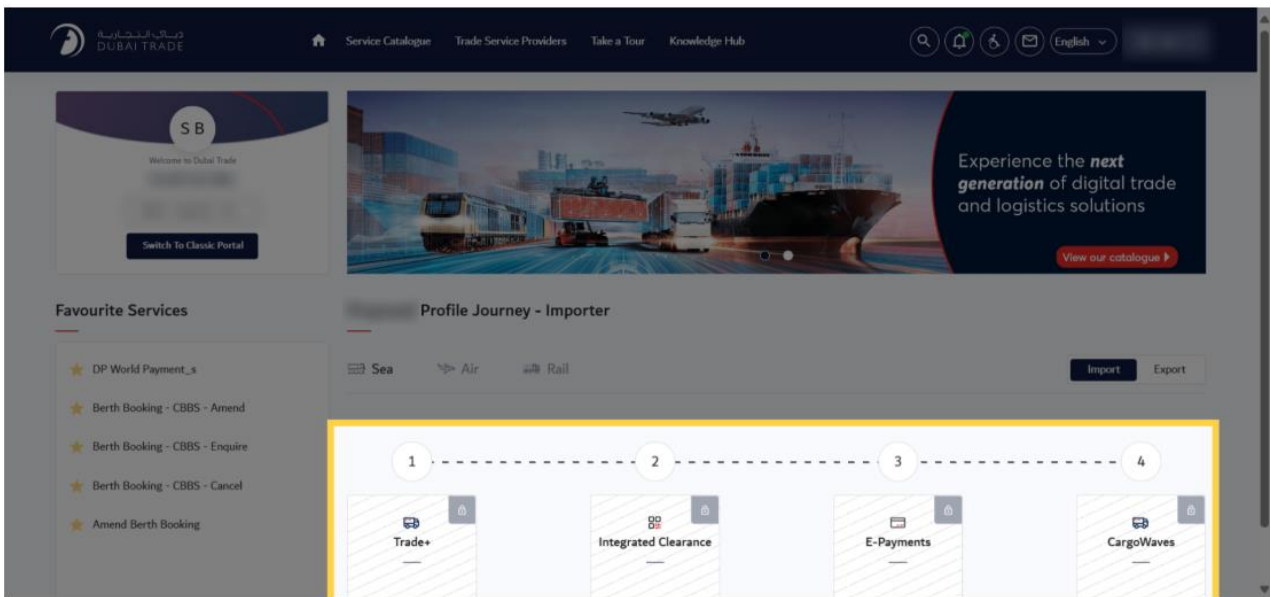 دبي التجارية
DUBAI TRADE
Service Catalogue
Trade Service Providers
Take a Tour
Knowledge Hub
English
S B
Welcome to Dubai Trade
Switch To Classic Portal
Experience the next
generation of digital trade
and logistics solutions
View our catalogue
Favourite Services
DP World Payment_s
Berth Booking - CBBS - Amend
Berth Booking - CBBS - Enquire
Berth Booking - CBBS - Cancel
Amend Berth Booking
Profile Journey - Importer
Sea
Air
Rail
Import
Export
1
2
3
4
Trade+
Integrated Clearance
E-Payments
CargoWaves